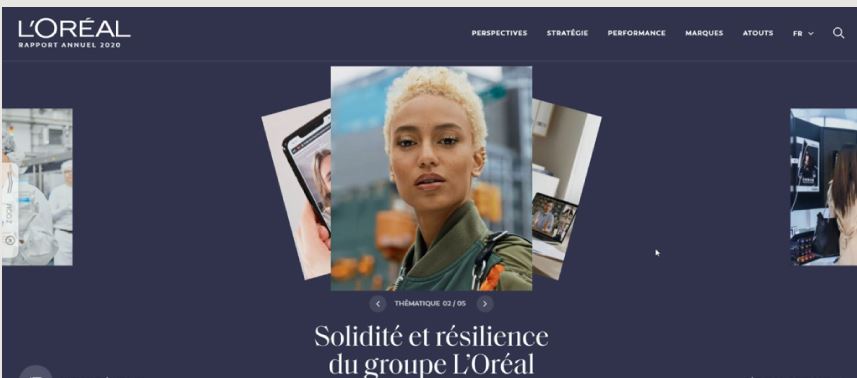 L'ORÉAL
RAPPORT ANNUEL 2020
PERSPECTIVES STRATÉGIE PERFORMANCE MARQUES ATOUTS FR
ZOOM
THÉMATIQUE 02 / 05
Solidité et résilience
du groupe L'Oréal